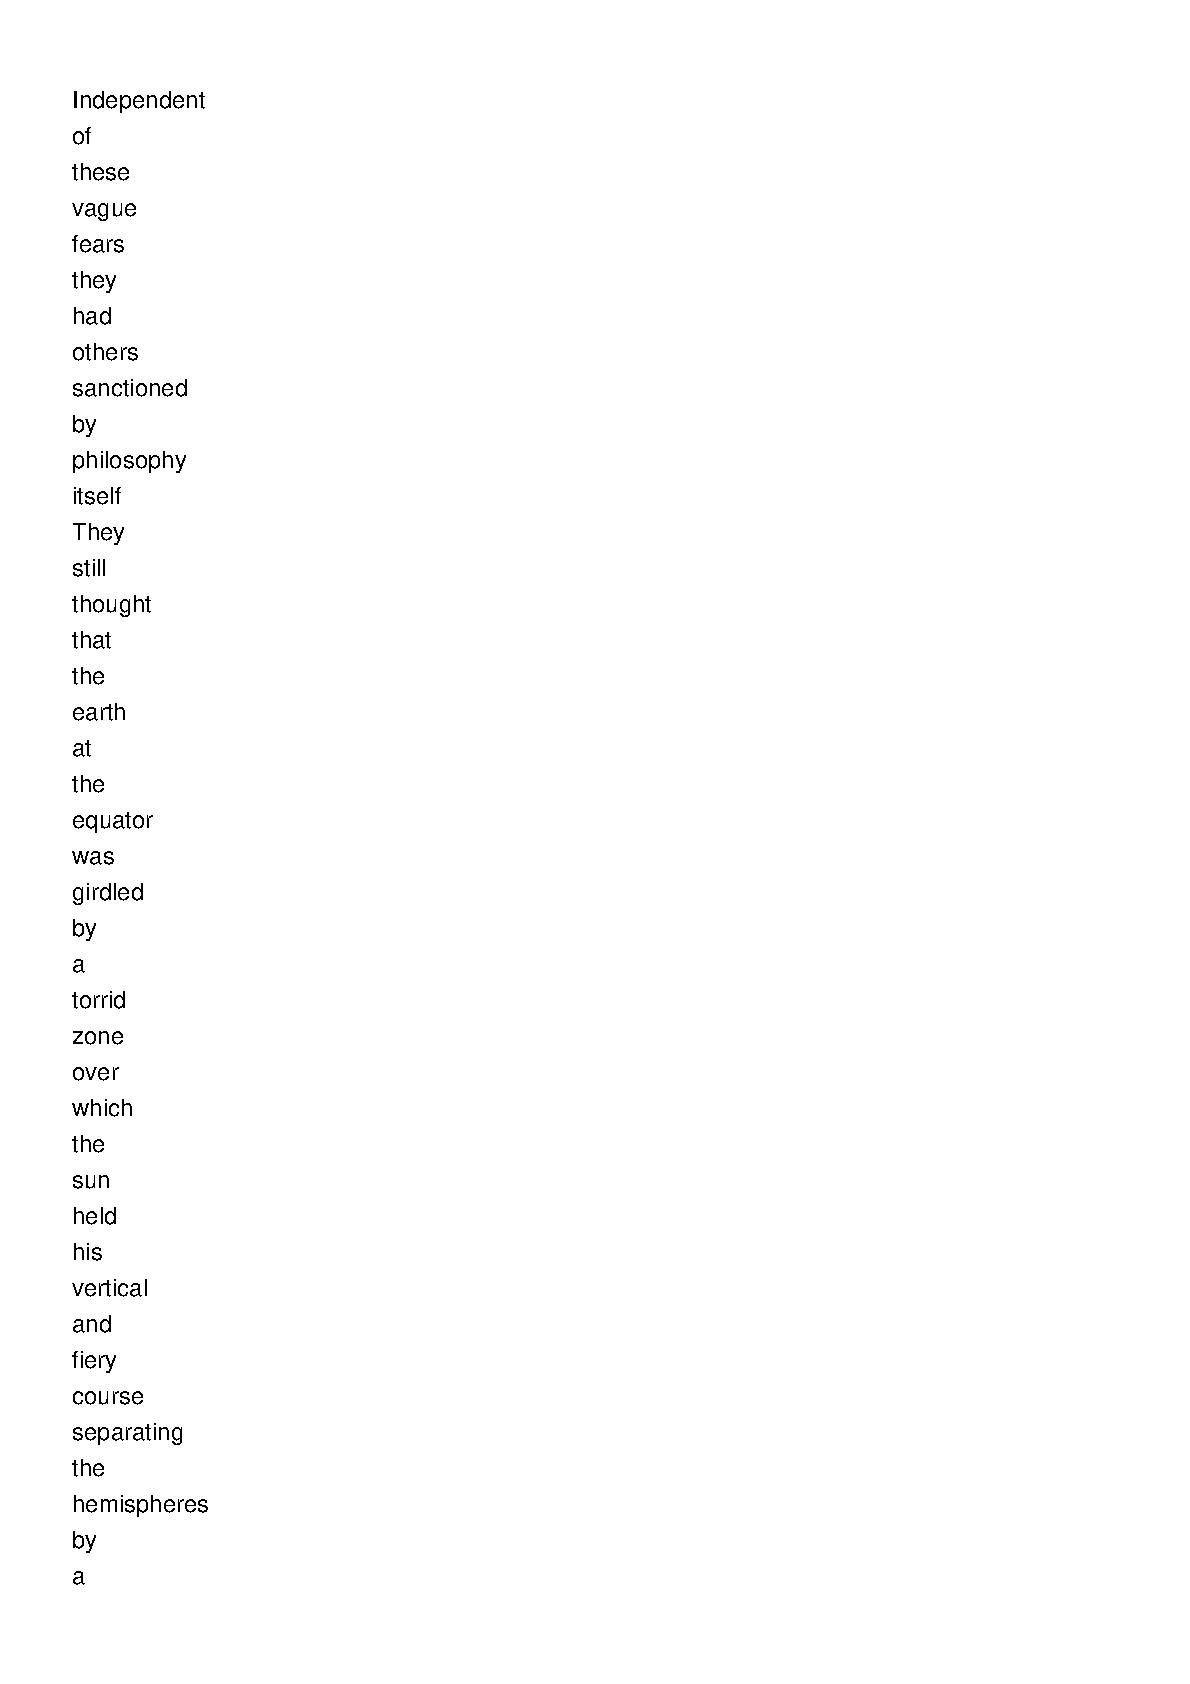 Independent
of
these
vague
fears
they
had
others
sanctioned
by
philosophy
itself
They
still
thought
that
the
earth
at
the
equator
was
girdled
by
a
torrid
zone
over
which
the
sun
held
his
vertical
and
fiery
course
separating
the
hemispheres
by
a